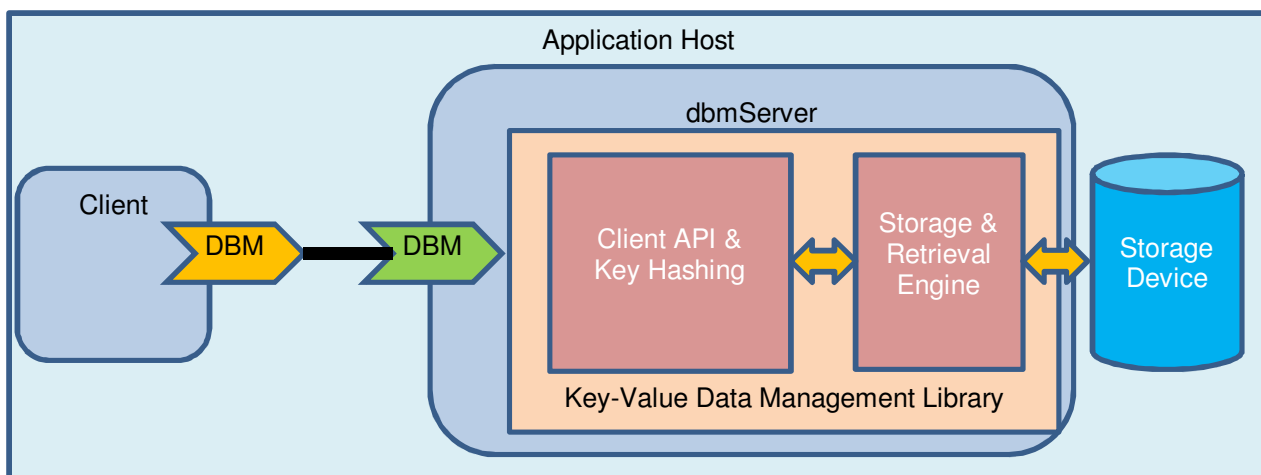 Application Host
dbmServer
Client
DBM
DBM
Client API &
Key Hashing
Storage &
Retrieval
Engine
Storage
Device
Key-Value Data Management Library